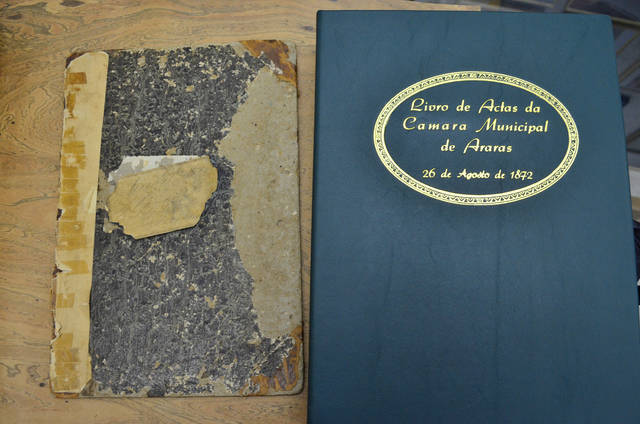 Livro de Actas da
Camara Municipal
de Araras
26 de Agosto de 1872